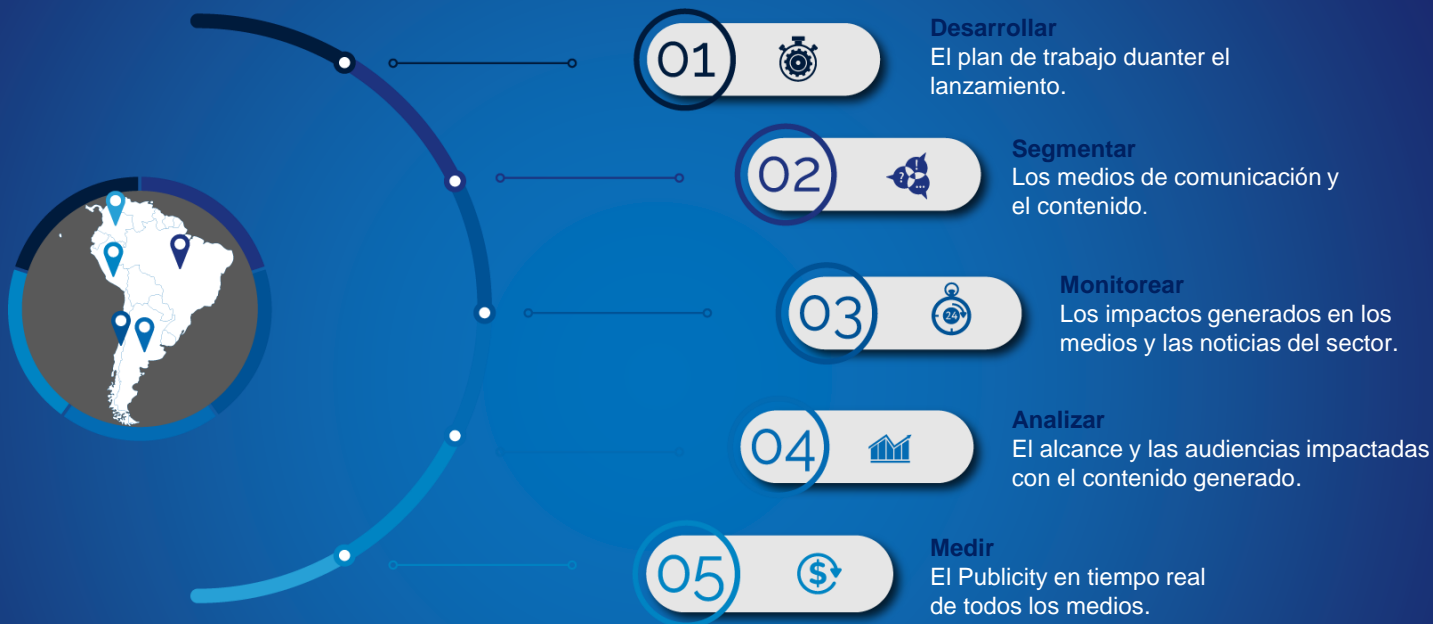 01
Desarrollar
El plan de trabajo duanter el
lanzamiento.
02
! ? ...
Segmentar
Los medios de comunicación y
el contenido.
03
24
Monitorear
Los impactos generados en los
medios y las noticias del sector.
04
Analizar
El alcance y las audiencias impactadas
con el contenido generado.
05
$
Medir
El Publicity en tiempo real
de todos los medios.